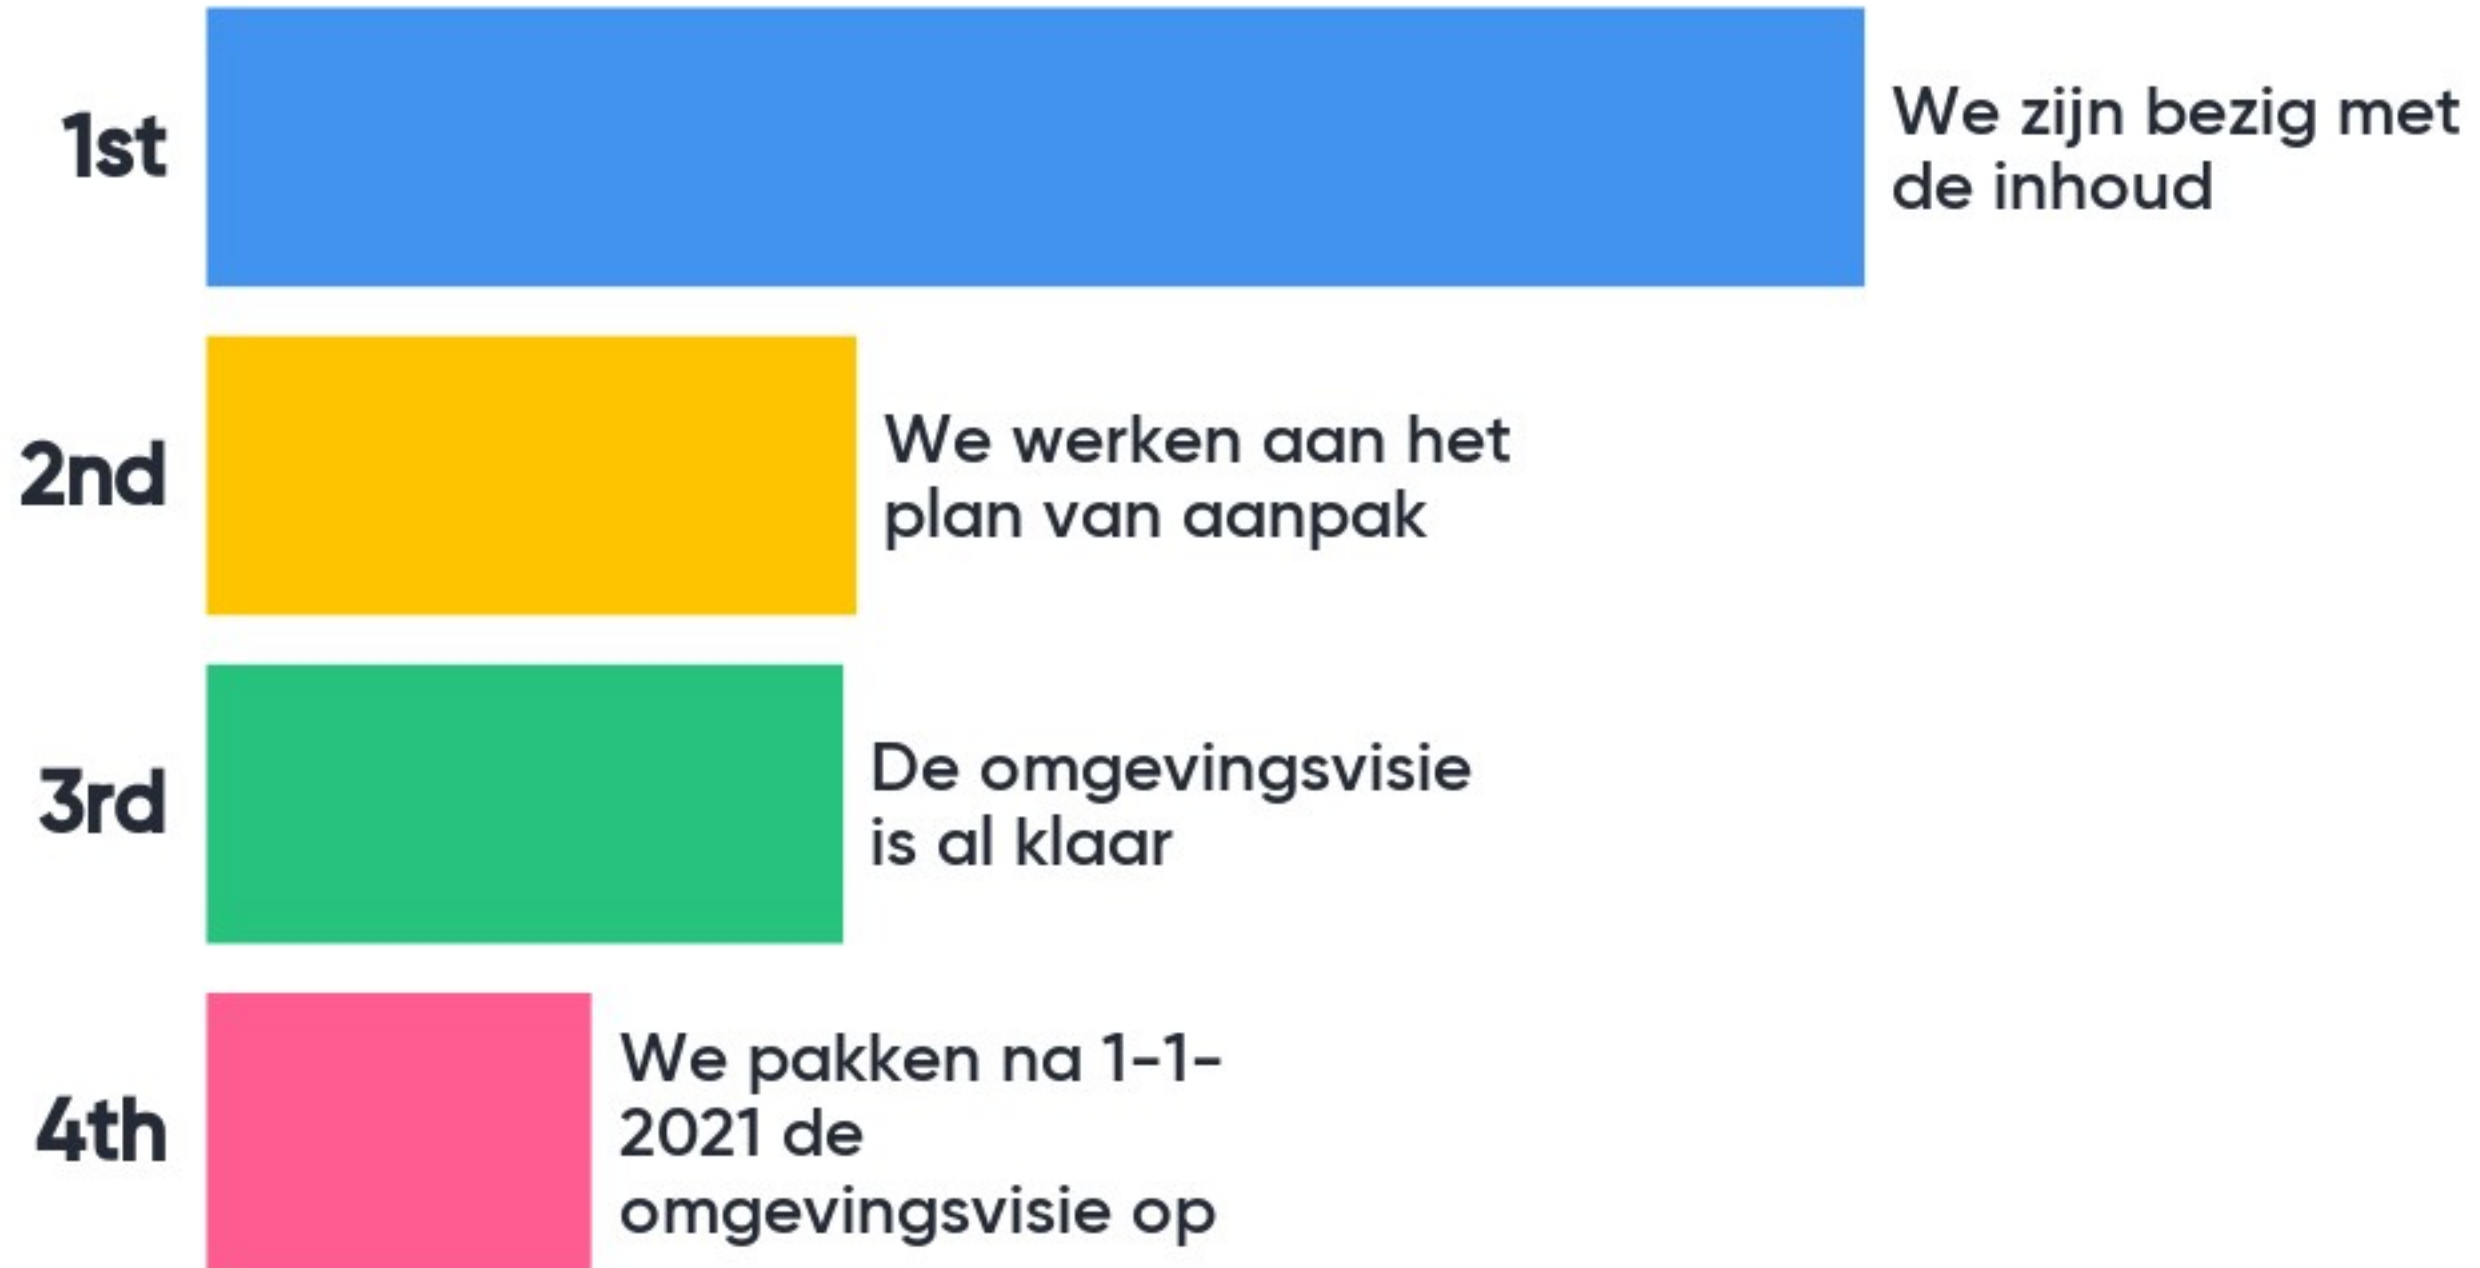 1st
We zijn bezig met
de inhoud
2nd
We werken aan het
plan van aanpak
3rd
De omgevingsvisie
is al klaar
4th
We pakken na 1-1-
2021 de
omgevingsvisie op